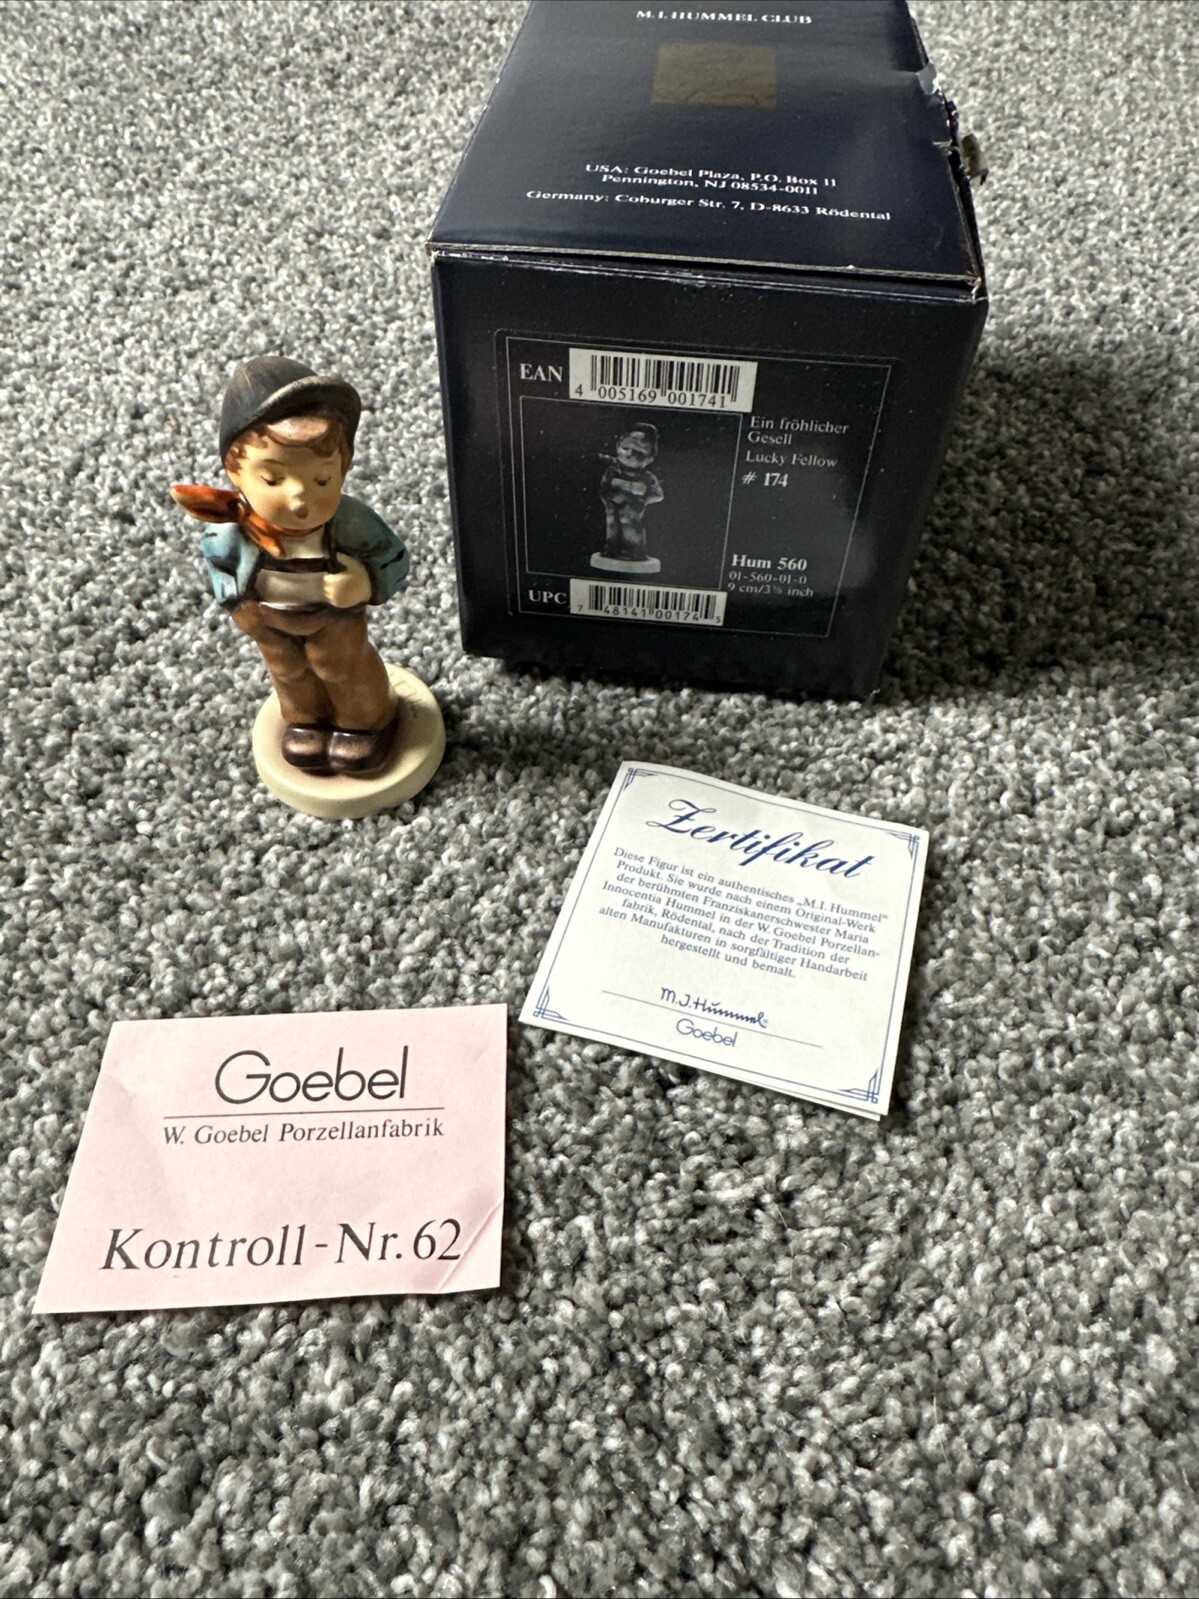 M.I. HUMMEL CLUB
USA: Goebel Plaza, P.O. Box 11
Pennington, NJ 08534-0011
Germany: Coburger Str. 7, D-8633 Rödental
EAN
4 005169 001741
Ein fröhlicher
Gesell
Lucky Fellow
# 174
Hum 560
01-560-01-0
9 cm/3½ inch
UPC
7 48141 00174 5
Zertifikat
Diese Figur ist ein authentisches „M.I. Hummel“
Produkt. Sie wurde nach einem Original-Werk
der berühmten Franziskanerschwester Maria
Innocentia Hummel in der W. Goebel Porzellan-
fabrik, Rödental, nach der Tradition der
alten Manufakturen in sorgfältiger Handarbeit
hergestellt und bemalt.
M.J. Hummel®
Goebel
Goebel
W. Goebel Porzellanfabrik
Kontroll-Nr. 62